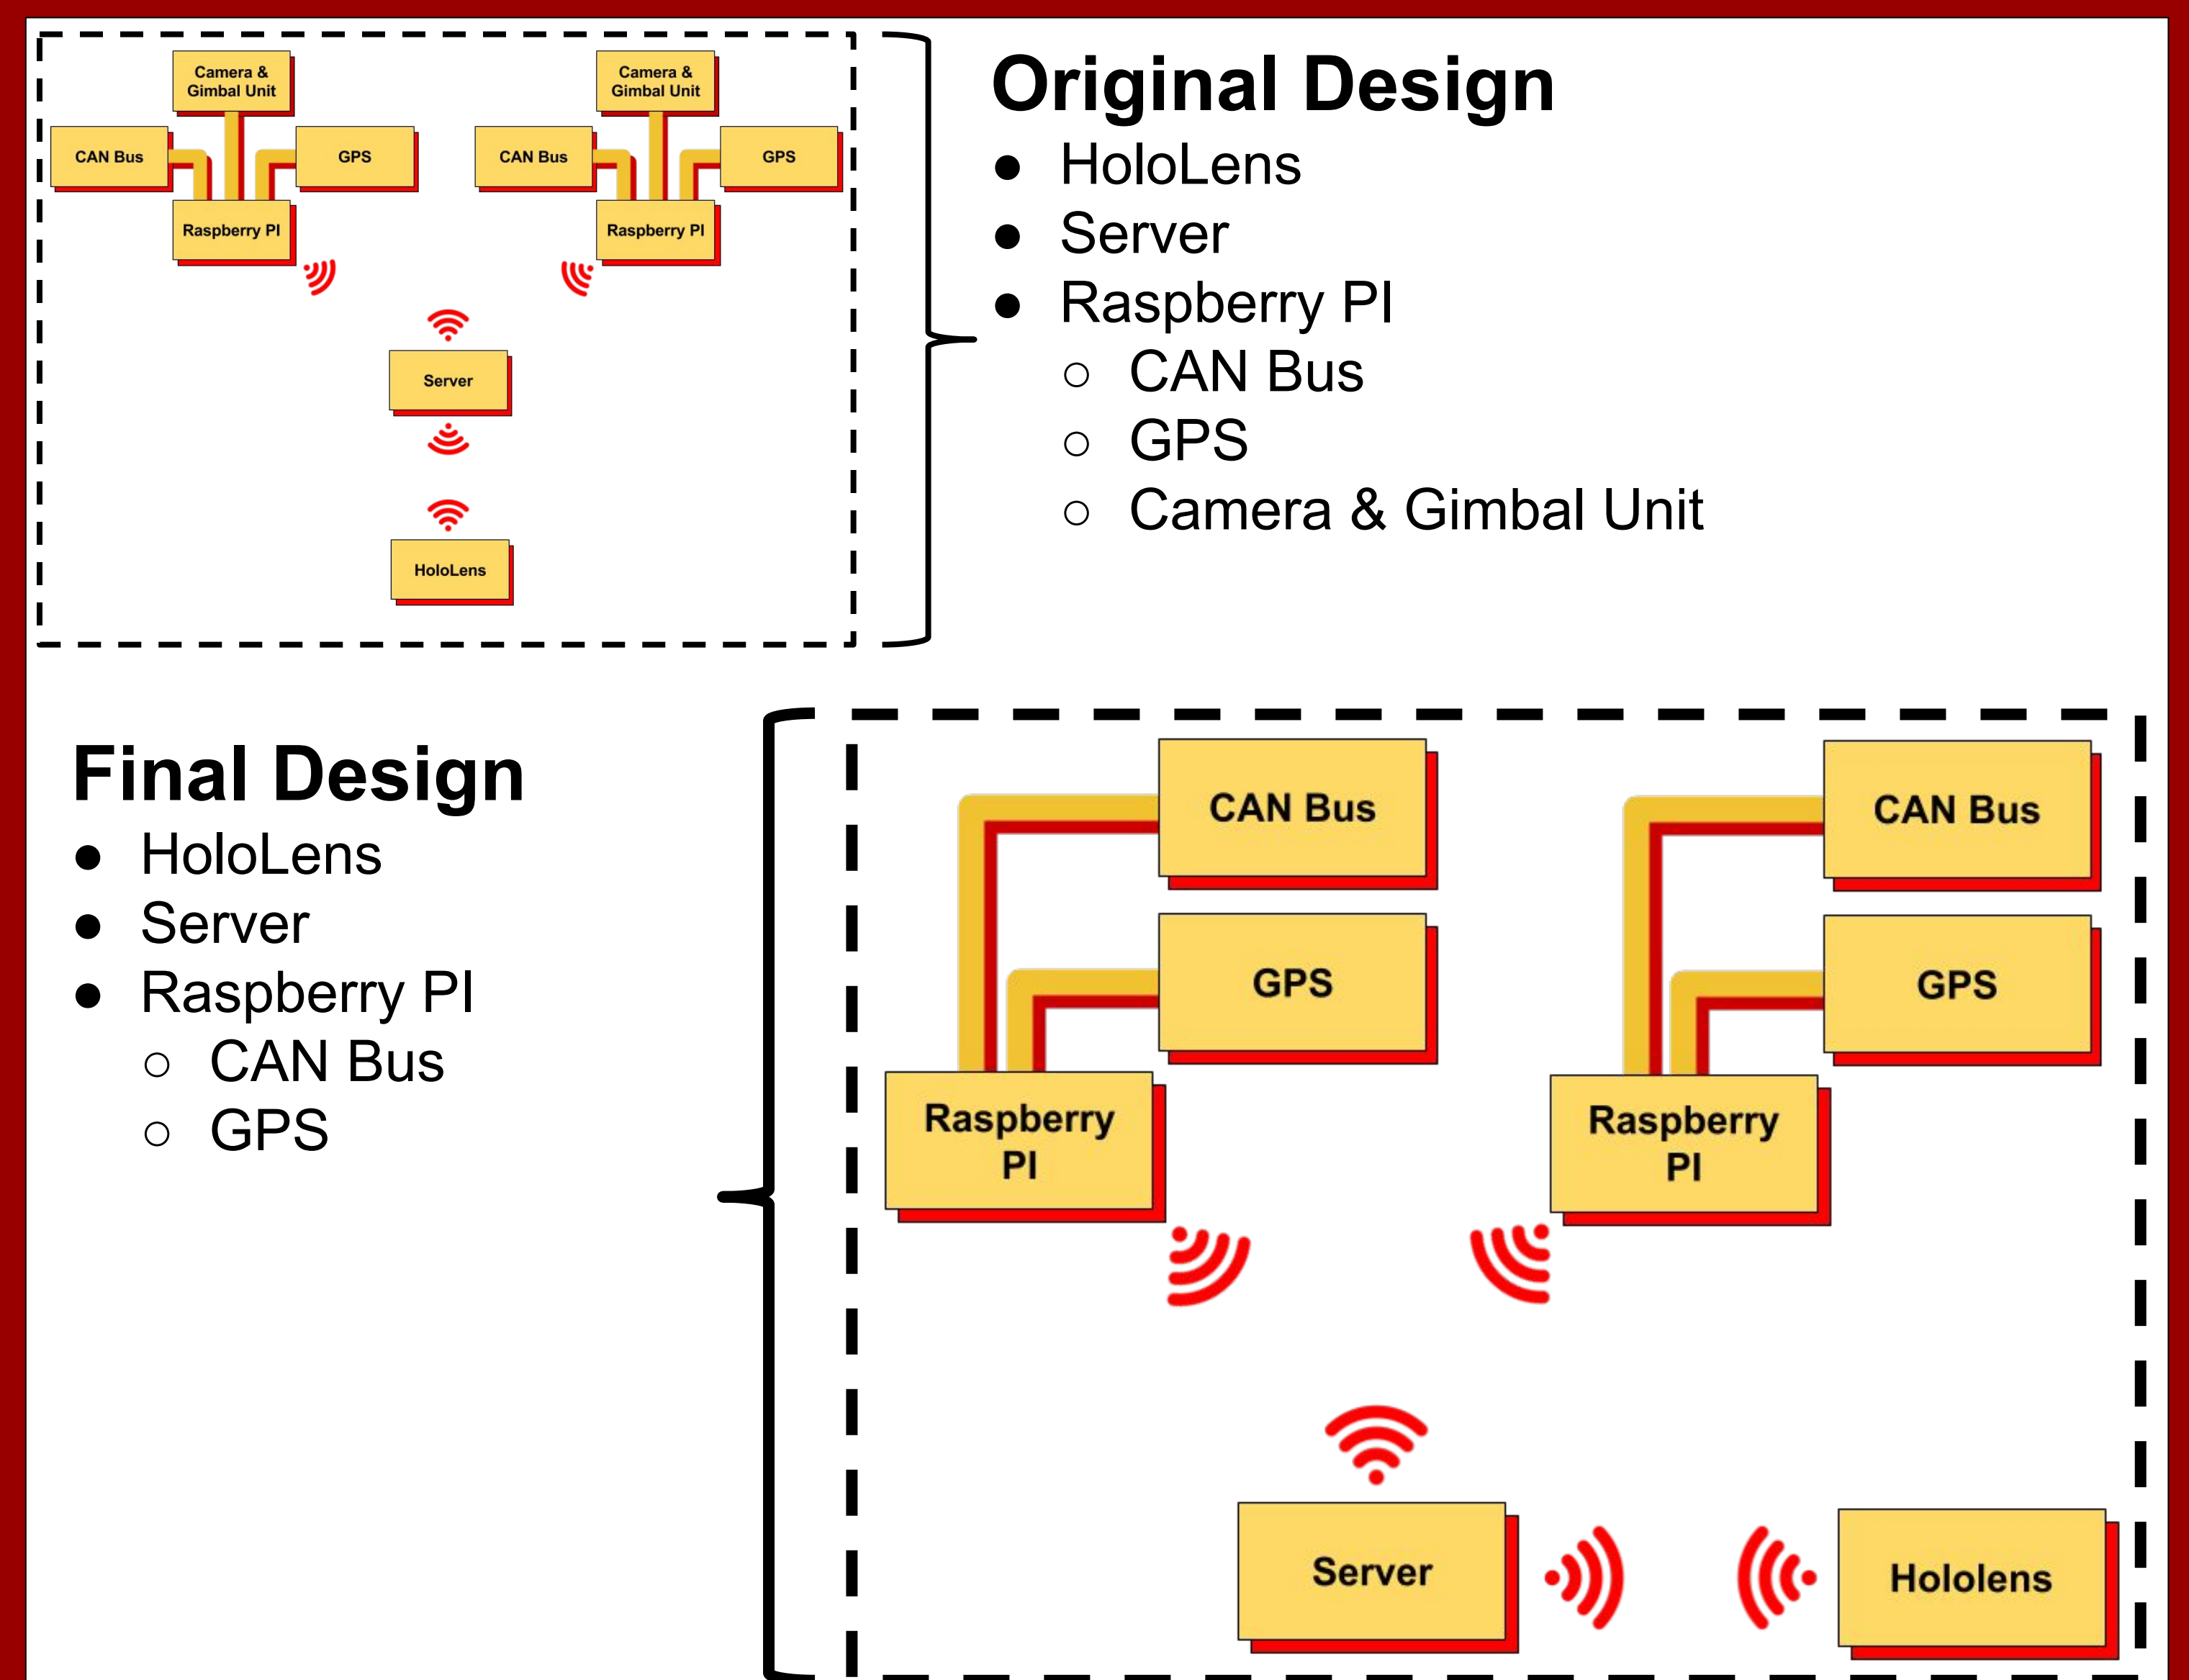 Camera &
Gimbal Unit
CAN Bus
GPS
Raspberry PI
Camera &
Gimbal Unit
CAN Bus
GPS
Raspberry PI
Server
HoloLens
Original Design
● HoloLens
● Server
● Raspberry PI
○ CAN Bus
○ GPS
○ Camera & Gimbal Unit
Final Design
● HoloLens
● Server
● Raspberry PI
○ CAN Bus
○ GPS
CAN Bus
GPS
Raspberry
PI
CAN Bus
GPS
Raspberry
PI
Server
Hololens